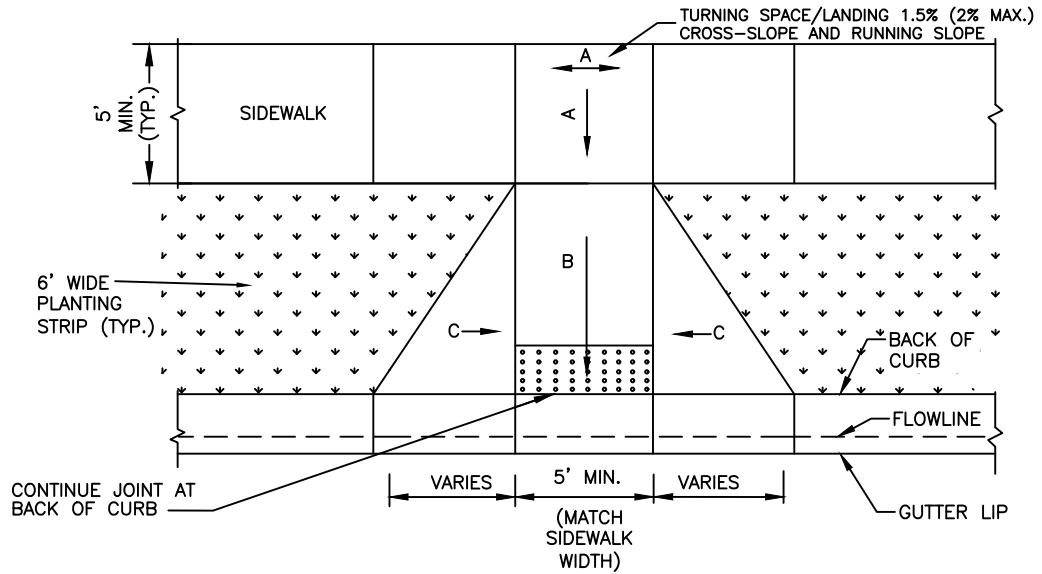 TURNING SPACE/LANDING 1.5% (2% MAX.)
CROSS-SLOPE AND RUNNING SLOPE
A
5'
MIN.
(TYP.)
SIDEWALK
A
B
6' WIDE
PLANTING
STRIP (TYP.)
C
C
BACK OF
CURB
FLOWLINE
CONTINUE JOINT AT
BACK OF CURB
VARIES
5' MIN.
VARIES
(MATCH
SIDEWALK
WIDTH)
GUTTER LIP